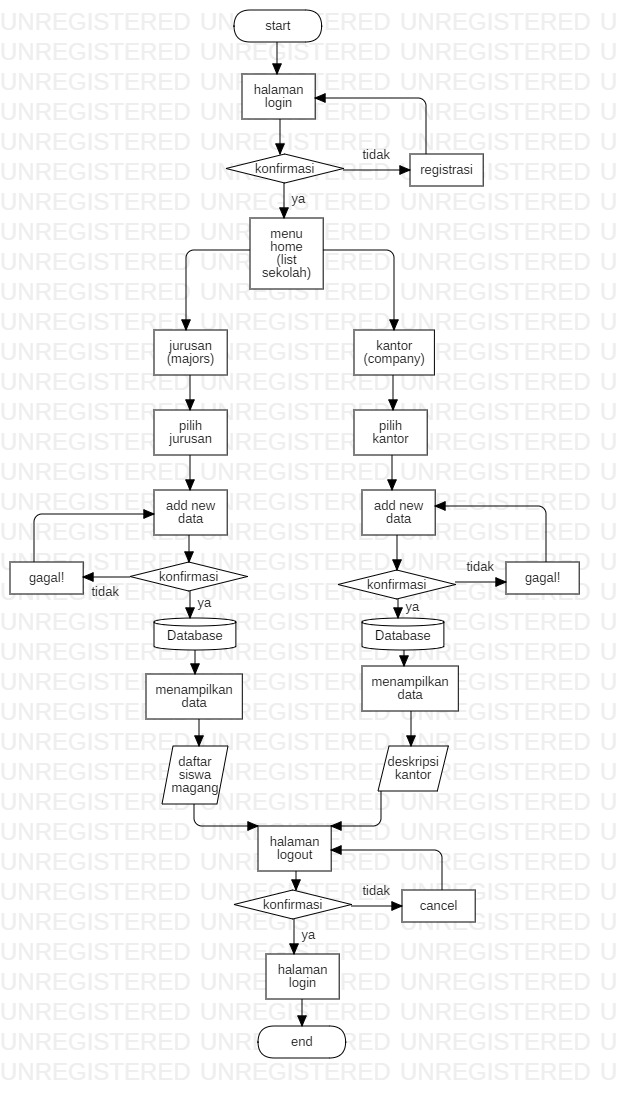 start
halaman
login
konfirmasi
tidak
registrasi
ya
menu
home
(list
sekolah)
jurusan
(majors)
kantor
(company)
pilih
jurusan
pilih
kantor
add new
data
add new
data
gagal!
tidak
konfirmasi
konfirmasi
tidak
gagal!
ya
ya
Database
Database
menampilkan
data
menampilkan
data
daftar
siswa
magang
deskripsi
kantor
halaman
logout
konfirmasi
tidak
cancel
ya
halaman
login
end
UNREGISTERED